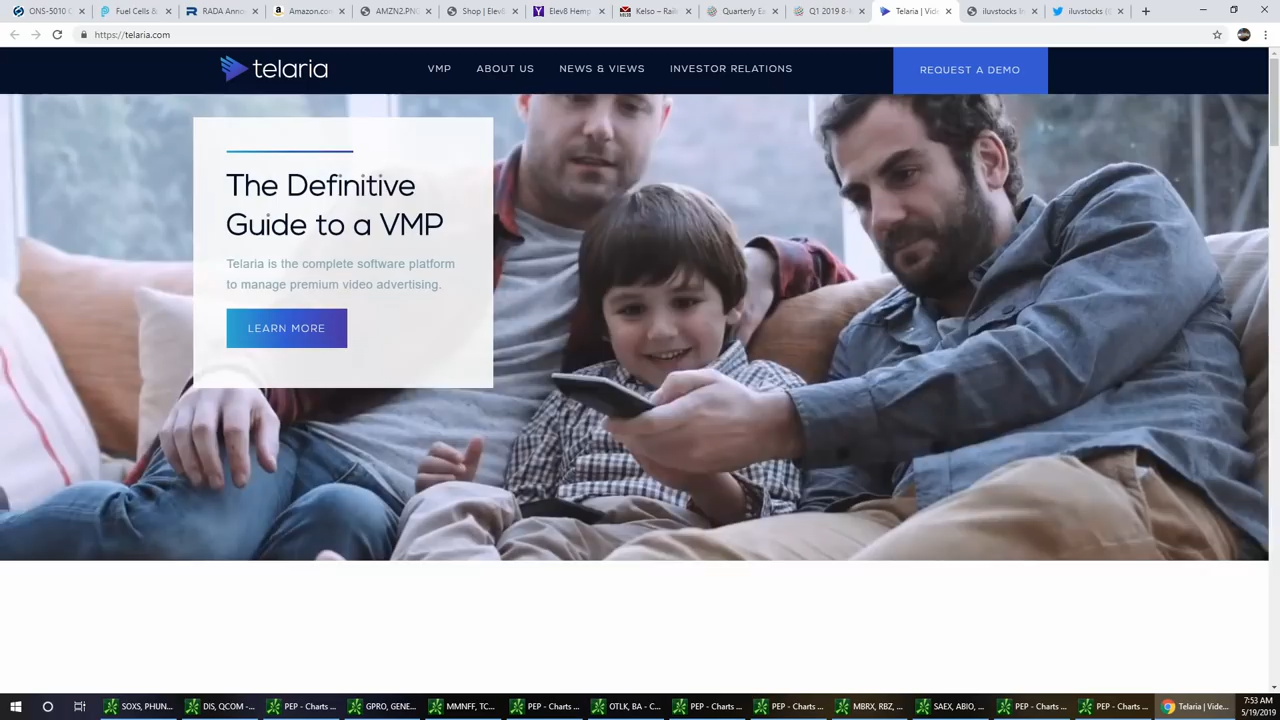 ONS-5010 C
Fuel Cells &
RADA Anno
Amazon.com
AMZN2.PNG
Shop | Elev8
Elev8 Hemp
Kelso – Rail
Quarterly Ea
Q1 2019 8-K
Telaria | Vid
iluvstocks In
iluvstocks (@
https://telaria.com
telaria
VMP
ABOUT US
NEWS & VIEWS
INVESTOR RELATIONS
REQUEST A DEMO
The Definitive
Guide to a VMP
Telaria is the complete software platform
to manage premium video advertising.
LEARN MORE
SOXS, PHUN...
DIS, QCOM -...
PEP - Charts ...
GPRO, GENE...
MMNFF, TC...
PEP - Charts ...
OTLK, BA - C...
PEP - Charts ...
PEP - Charts ...
MBRX, RBZ, ...
SAEX, ABIO, ...
PEP - Charts ...
PEP - Charts ...
Telaria | Vide...
7:53 AM
5/19/2019